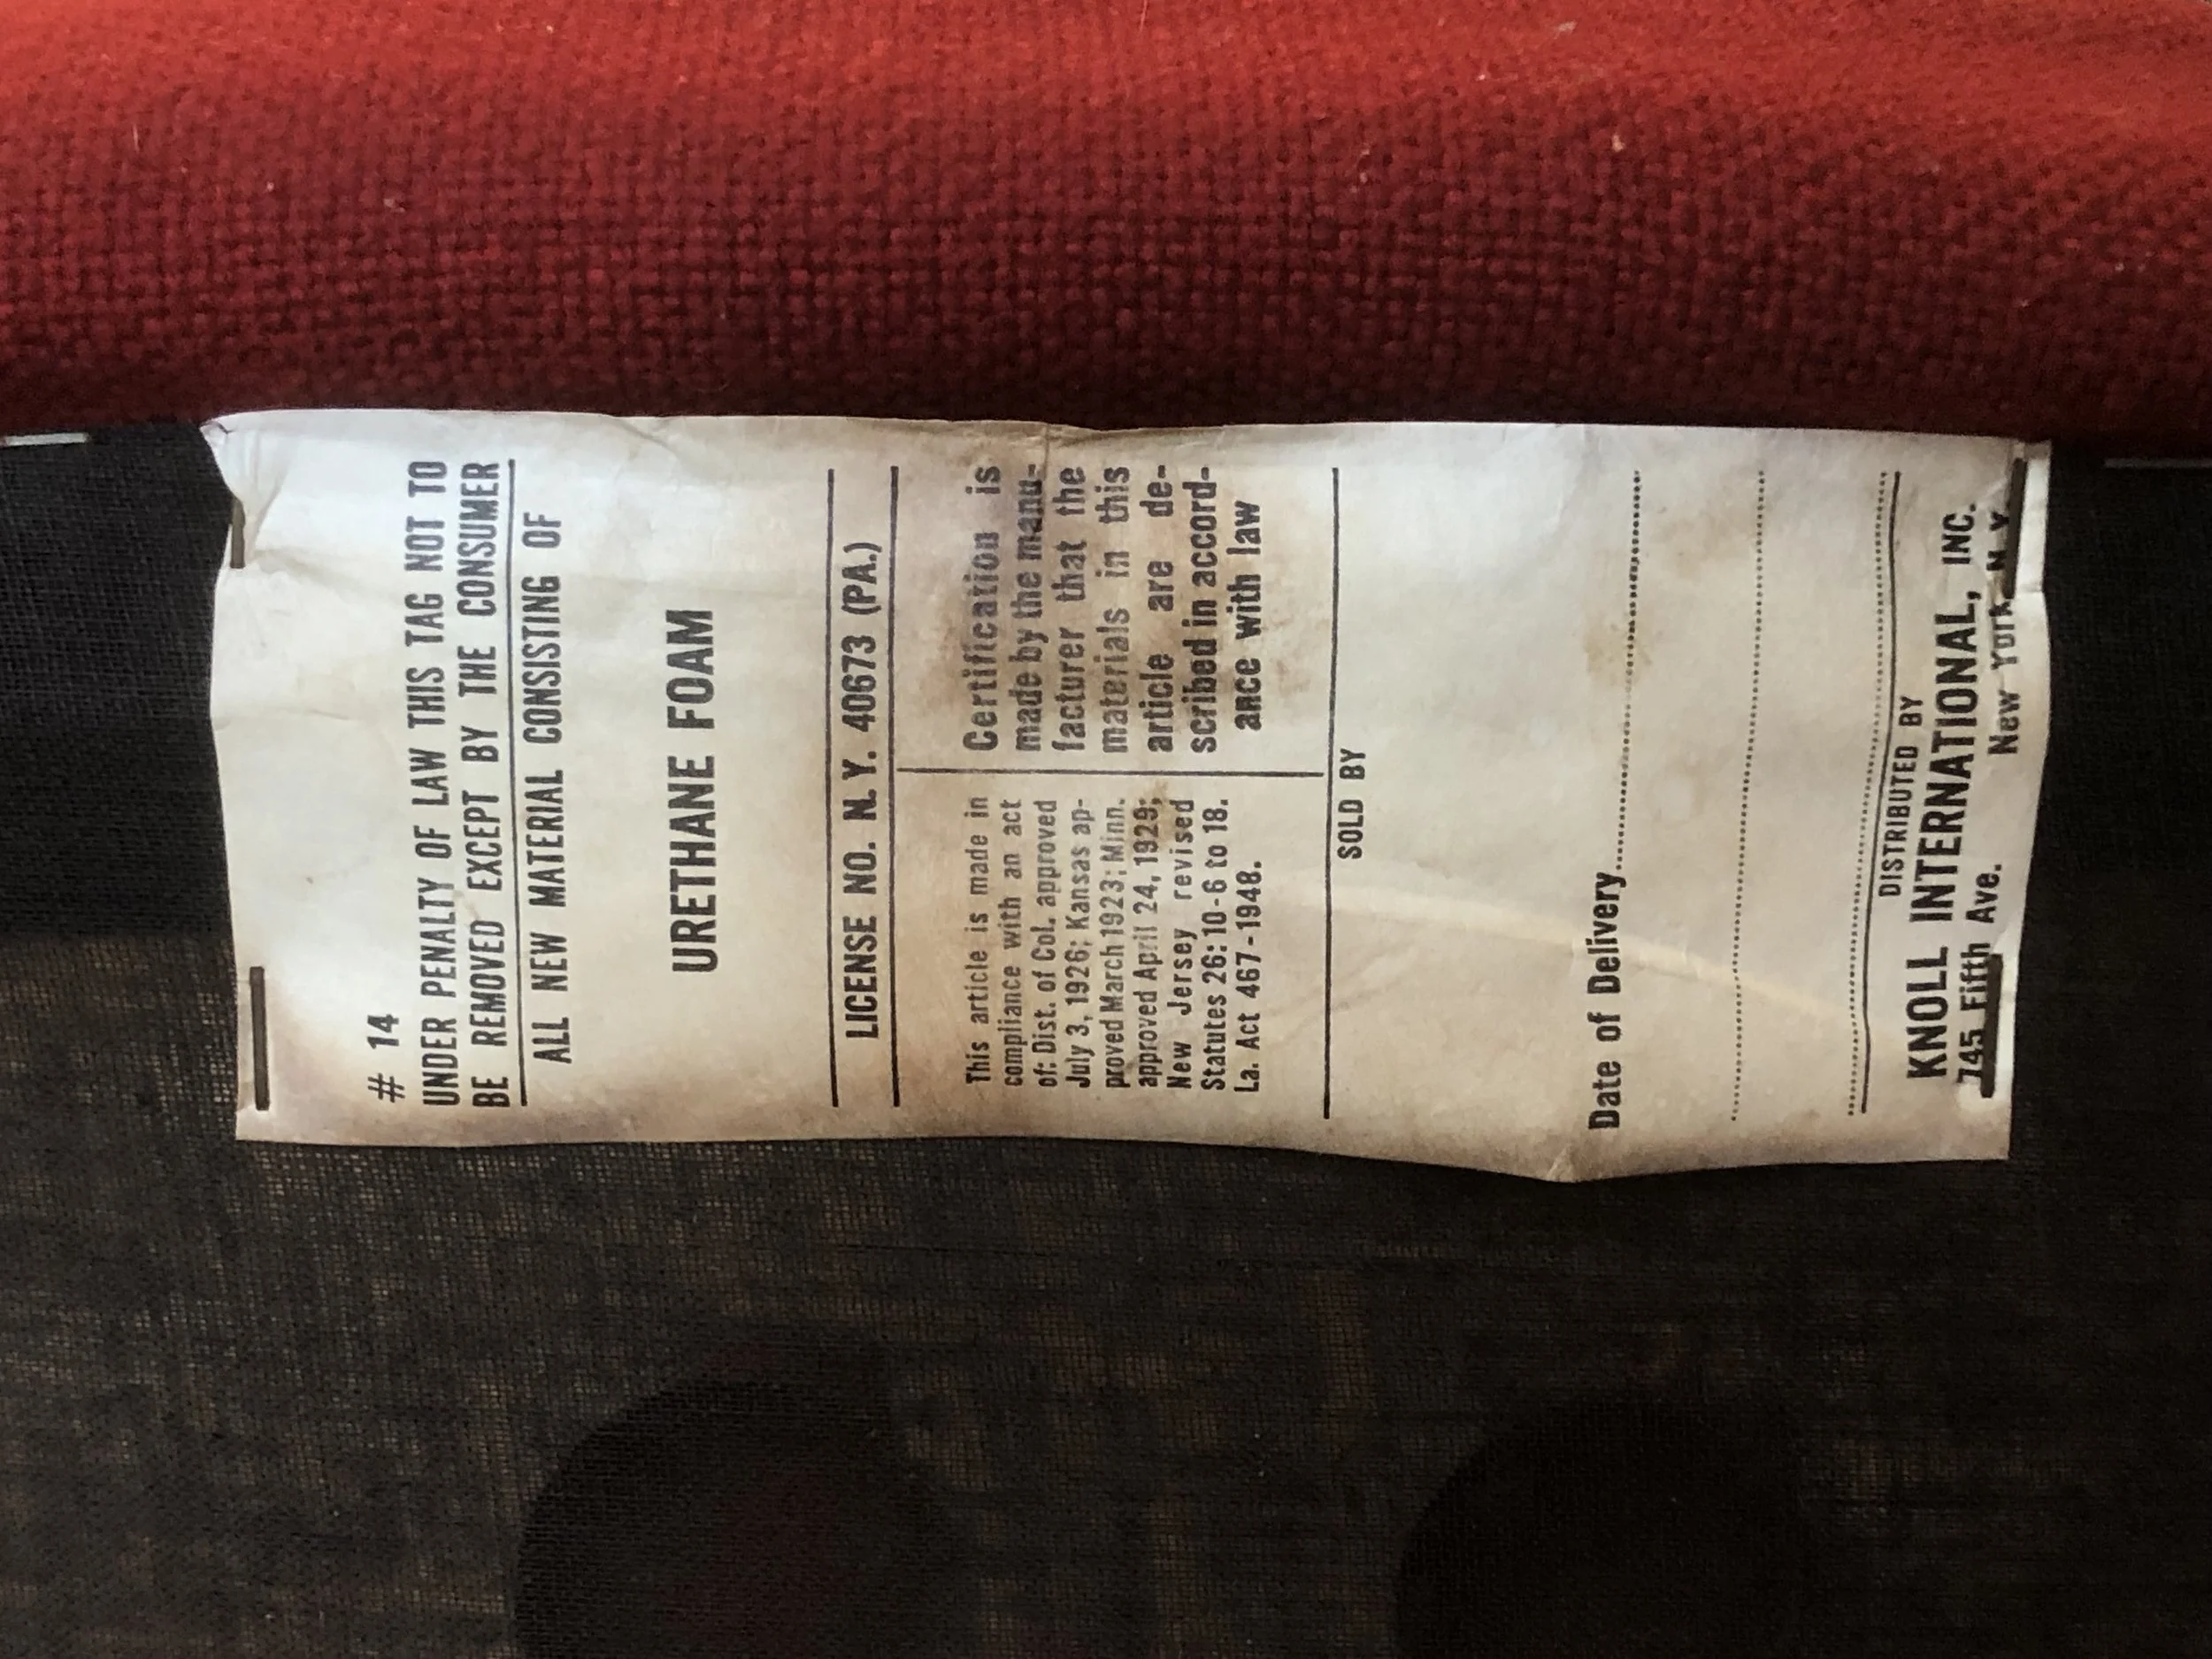 # 14
UNDER PENALTY OF LAW THIS TAG NOT TO
BE REMOVED EXCEPT BY THE CONSUMER
ALL NEW MATERIAL CONSISTING OF
URETHANE FOAM
LICENSE NO. N.Y. 40673 (PA.)
This article is made in
compliance with an act
of: Dist. of Col. approved
July 3, 1926; Kansas ap-
proved March 1923; Minn.
approved April 24, 1929;
New Jersey revised
Statutes 26:10-6 to 18.
La. Act 467-1948.
Certification is
made by the manu-
facturer that the
materials in this
article are de-
scribed in accord-
ance with law
SOLD BY
Date of Delivery
DISTRIBUTED BY
KNOLL INTERNATIONAL, INC.
745 Fifth Ave. New York N Y